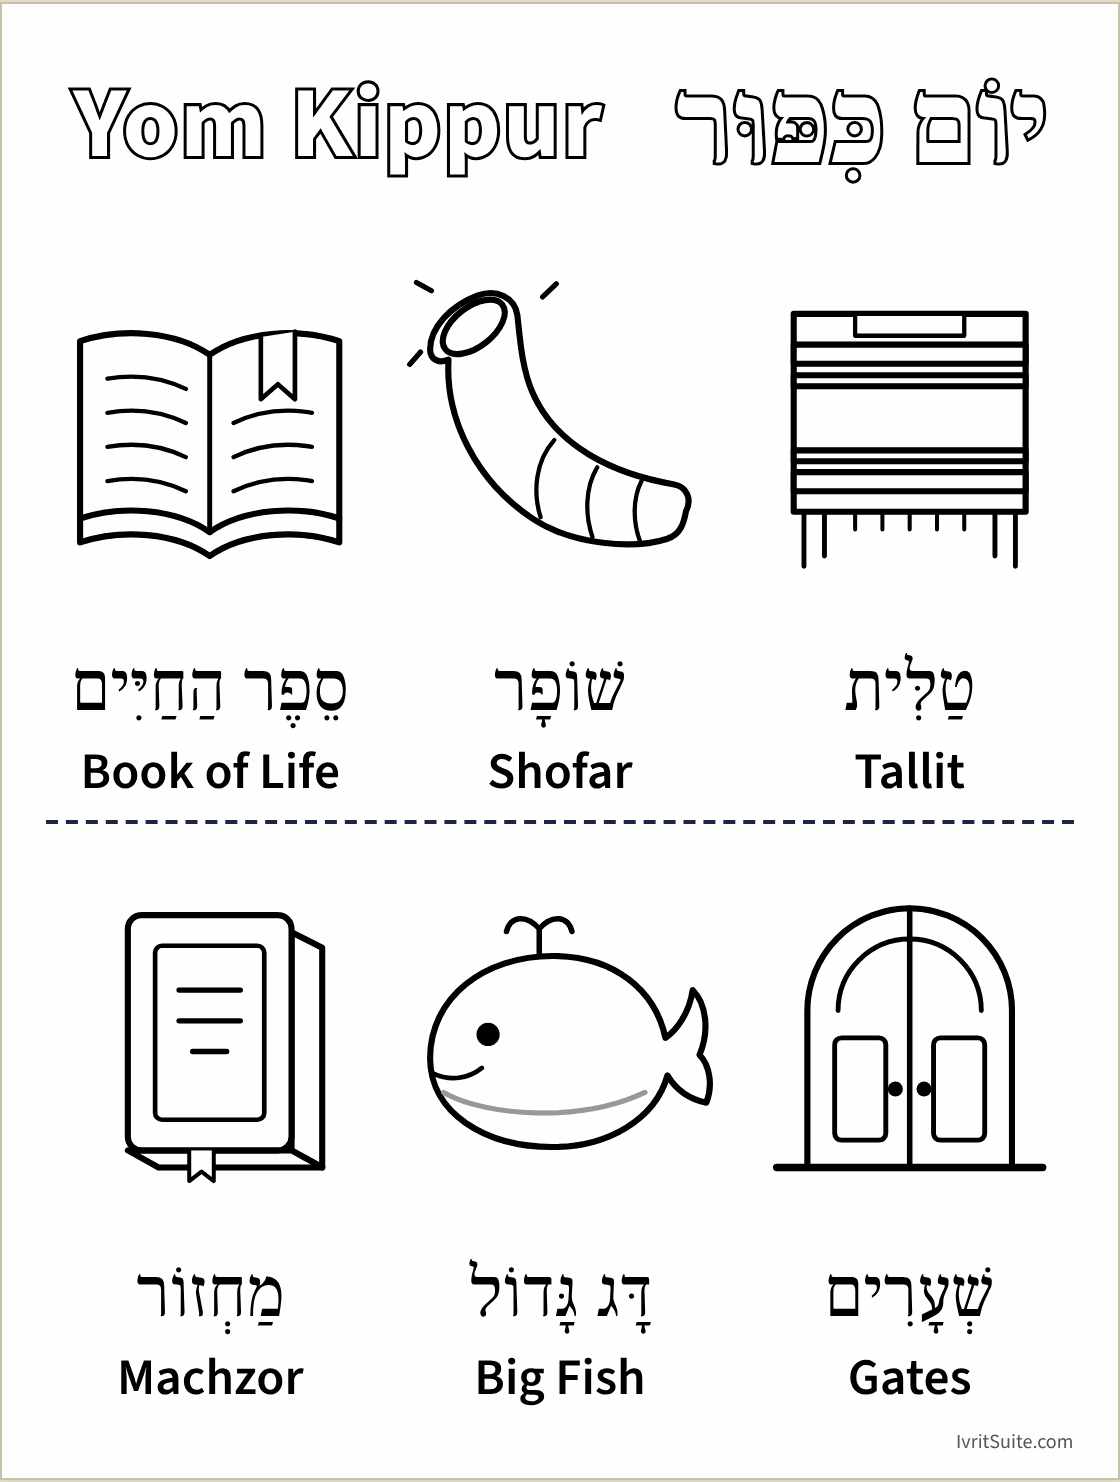 Yom Kippur יוֹם כִּפּוּר
סֵפֶר הַחַיִּים
Book of Life
שׁוֹפָר
Shofar
טַלִּית
Tallit
מַחְזוֹר
Machzor
דָּג גָּדוֹל
Big Fish
שְׁעָרִים
Gates
IvritSuite.com